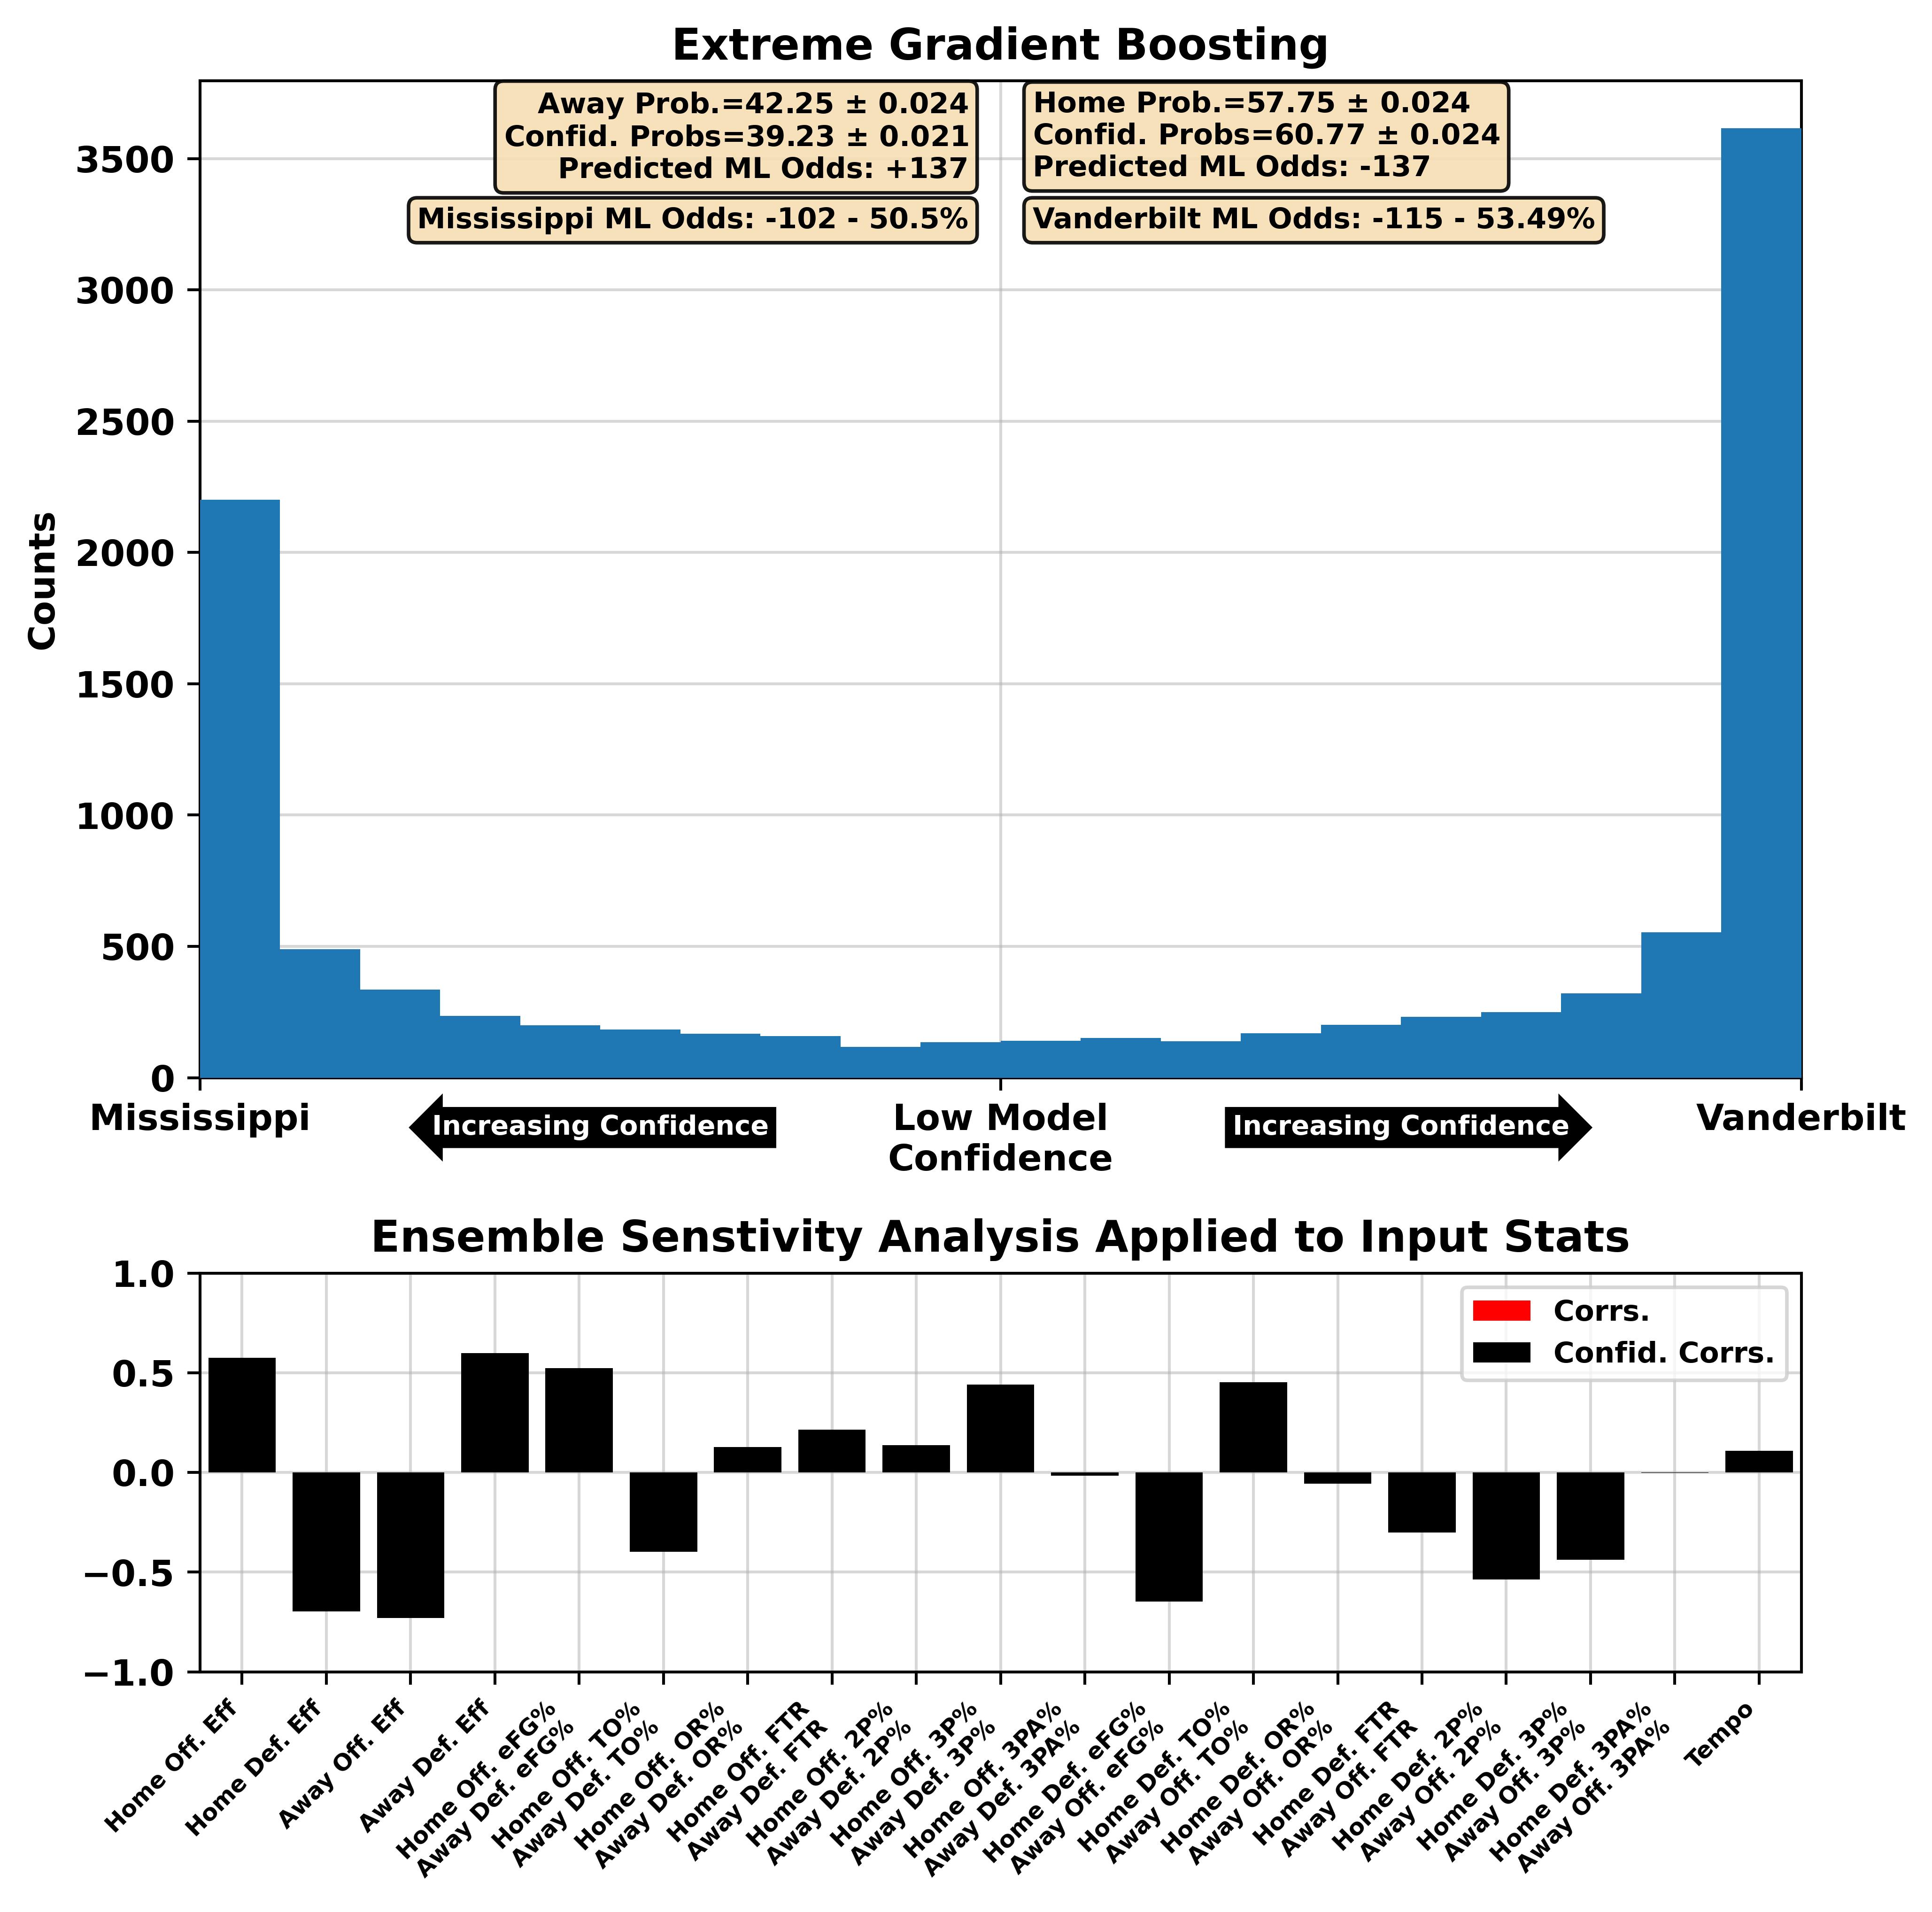 Extreme Gradient Boosting
Away Prob.=42.25 ± 0.024
Confid. Probs=39.23 ± 0.021
Predicted ML Odds: +137
Mississippi ML Odds: -102 - 50.5%
Home Prob.=57.75 ± 0.024
Confid. Probs=60.77 ± 0.024
Predicted ML Odds: -137
Vanderbilt ML Odds: -115 - 53.49%
Counts
3500
3000
2500
2000
1500
1000
500
0
Mississippi
Increasing Confidence
Low Model
Confidence
Increasing Confidence
Vanderbilt
Ensemble Senstivity Analysis Applied to Input Stats
1.0
0.5
0.0
−0.5
−1.0
Corrs.
Confid. Corrs.
Home Off. Eff
Home Def. Eff
Away Off. Eff
Away Def. Eff
Home Off. eFG%
Away Def. eFG%
Home Off. TO%
Away Def. TO%
Home Off. OR%
Away Def. OR%
Home Off. FTR
Away Def. FTR
Home Off. 2P%
Away Def. 2P%
Home Off. 3P%
Away Def. 3P%
Home Off. 3PA%
Away Def. 3PA%
Home Def. eFG%
Away Off. eFG%
Home Def. TO%
Away Off. TO%
Home Def. OR%
Away Off. OR%
Home Def. FTR
Away Off. FTR
Home Def. 2P%
Away Off. 2P%
Home Def. 3P%
Away Off. 3P%
Home Def. 3PA%
Away Off. 3PA%
Tempo